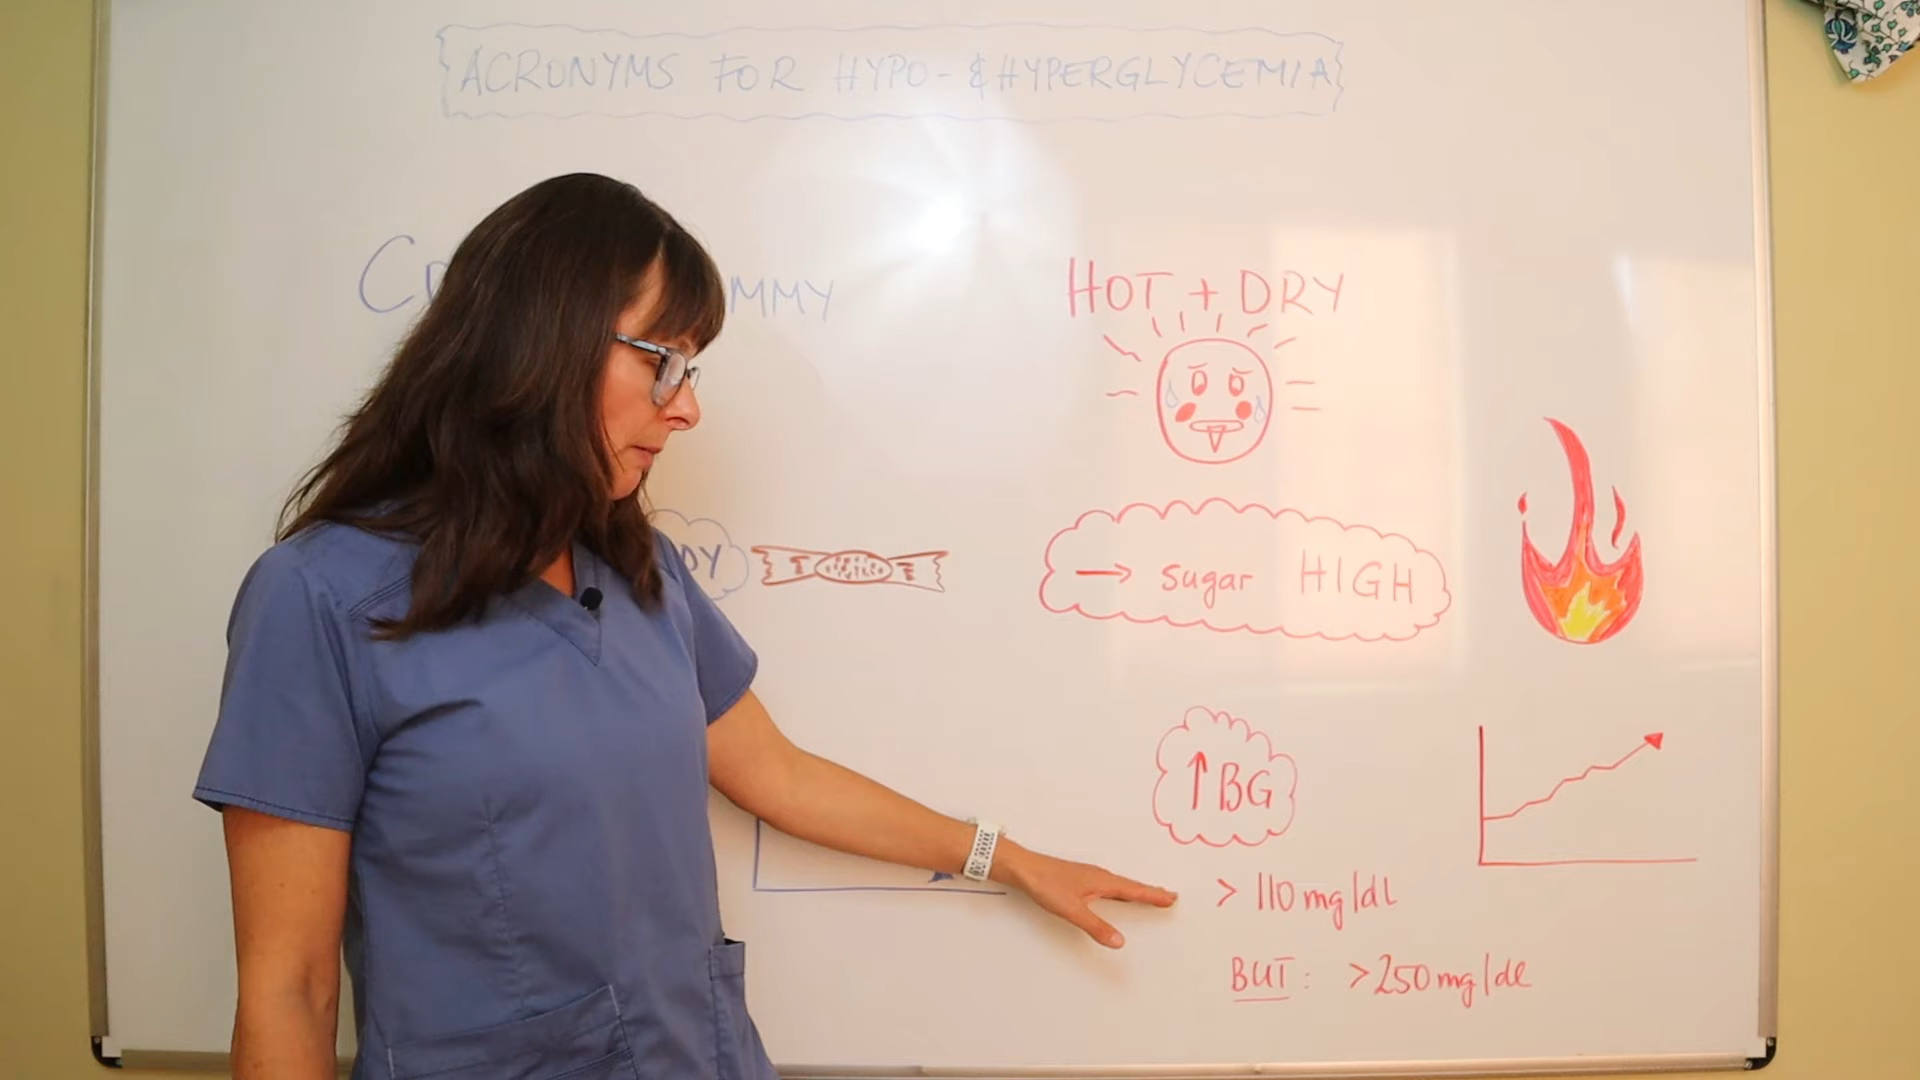 ACRONYMS FOR HYPO- & HYPERGLYCEMIA
HOT + DRY
→ sugar HIGH
↑BG
> 110 mg/dl
BUT: >250 mg/dl